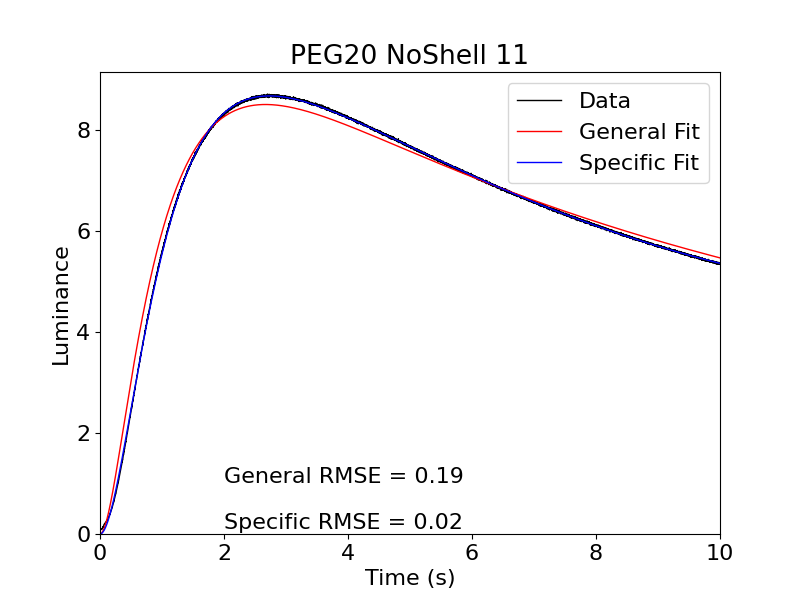 PEG20 NoShell 11
Data
General Fit
Specific Fit
Luminance
8
6
4
2
0
General RMSE = 0.19
Specific RMSE = 0.02
0 2 4 6 8 10
Time (s)